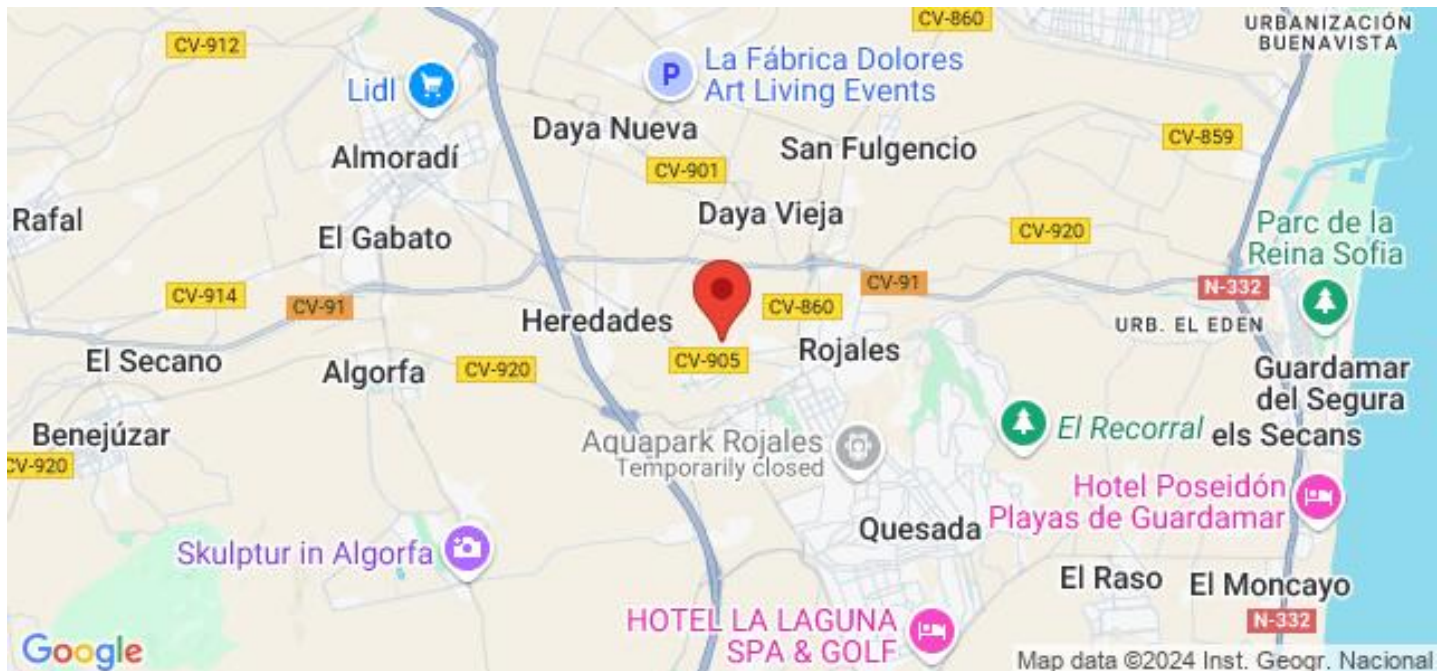 CV-860
URBANIZACIÓN
BUENAVISTA
CV-912
La Fábrica Dolores
Art Living Events
P
Lidl
Daya Nueva
CV-859
Almoradí
San Fulgencio
CV-901
Rafal
Daya Vieja
El Gabato
CV-920
Parc de la
Reina Sofia
CV-914
CV-91
CV-91
N-332
CV-860
Heredades
URB. EL EDEN
El Secano
CV-905
Rojales
Algorfa
CV-920
Guardamar
del Segura
Benejúzar
El Recorral
els Secans
CV-920
Aquapark Rojales
Temporarily closed
Hotel Poseidón
Playas de Guardamar
Quesada
Skulptur in Algorfa
El Raso
El Moncayo
HOTEL LA LAGUNA
SPA & GOLF
N-332
Google
Map data ©2024 Inst. Geogr. Nacional